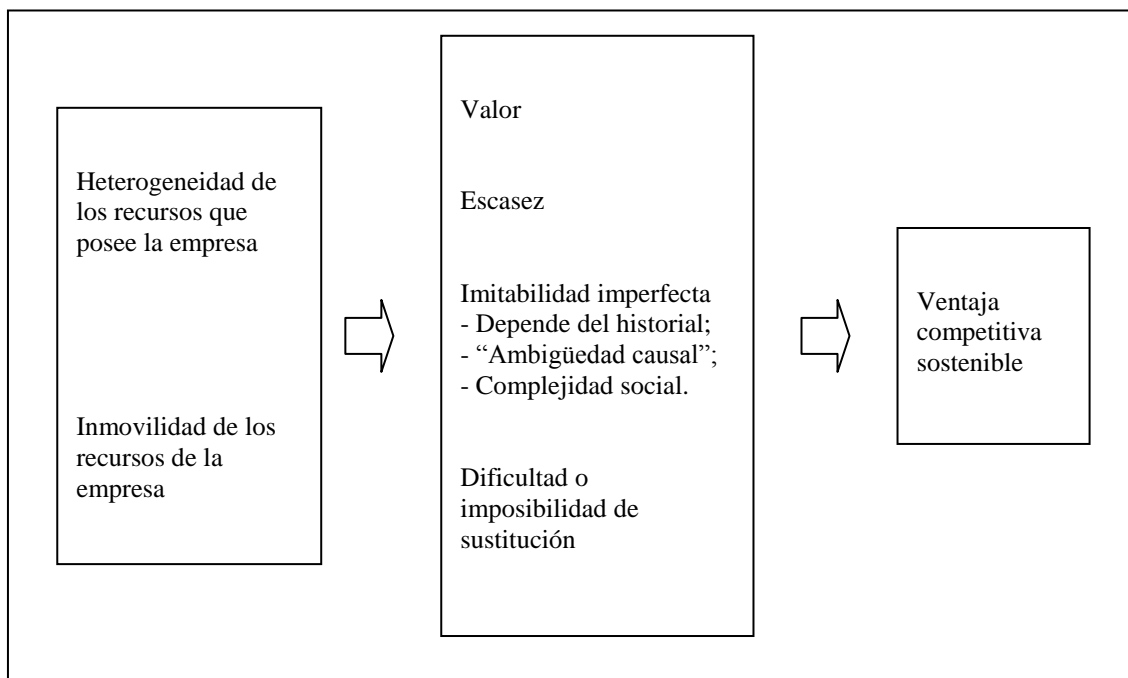 Heterogeneidad de
los recursos que
posee la empresa
Inmovilidad de los
recursos de la
empresa
Valor
Escasez
Imitabilidad imperfecta
- Depende del historial;
- “Ambigüedad causal”;
- Complejidad social.
Dificultad o
imposibilidad de
sustitución
Ventaja
competitiva
sostenible